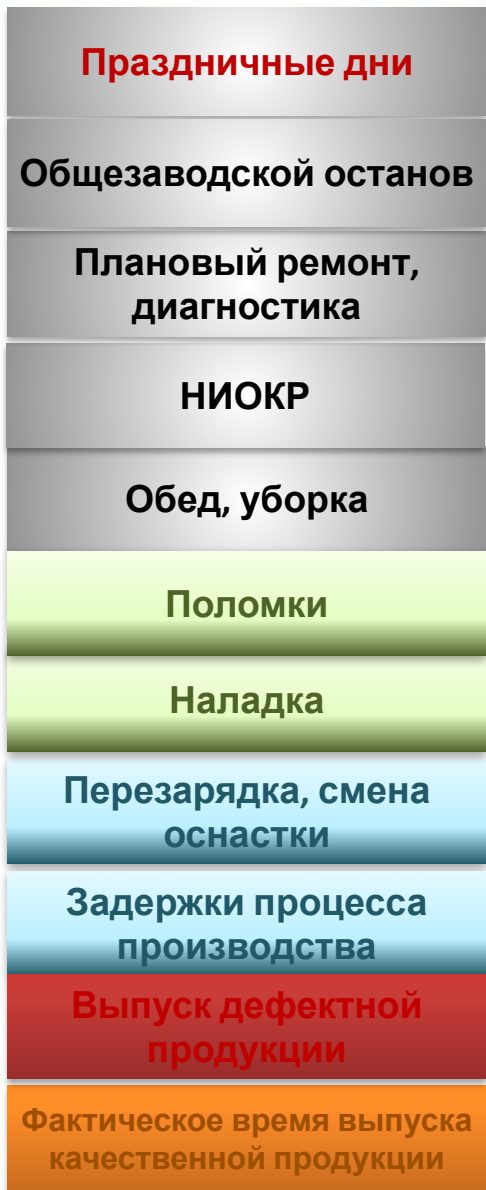 Праздничные дни
Общезаводской останов
Плановый ремонт,
диагностика
НИОКР
Обед, уборка
Поломки
Наладка
Перезарядка, смена
оснастки
Задержки процесса
производства
Выпуск дефектной
продукции
Фактическое время выпуска
качественной продукции